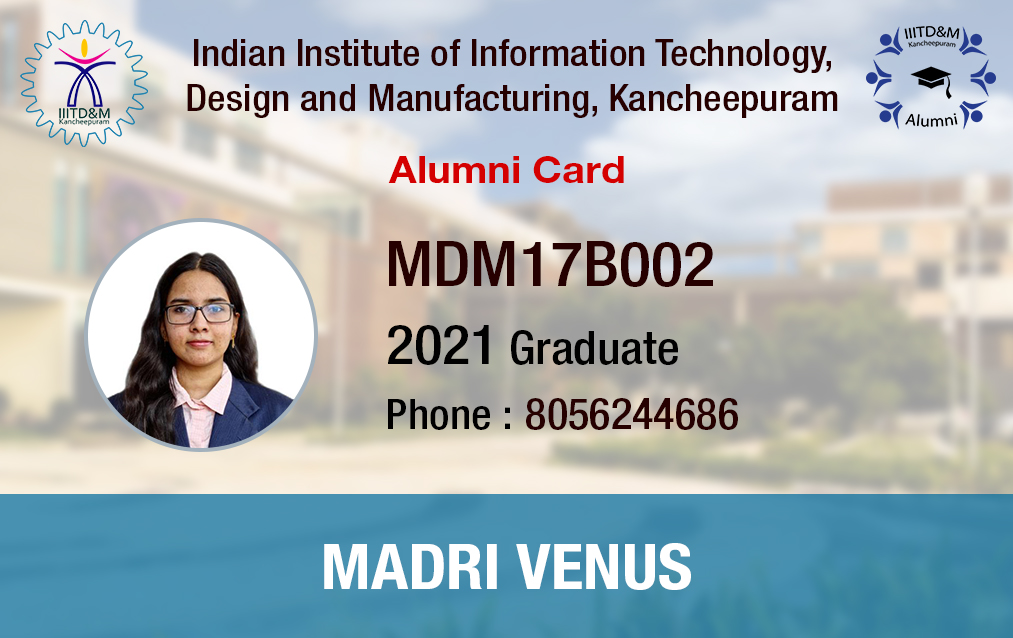 IIITD&M
Kancheepuram
Indian Institute of Information Technology,
Design and Manufacturing, Kancheepuram
IIITD&M
Kancheepuram
Alumni
Alumni Card
MDM17B002
2021 Graduate
Phone : 8056244686
MADRI VENUS